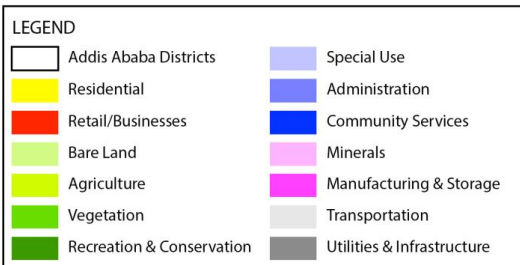 LEGEND
Addis Ababa Districts
Residential
Retail/Businesses
Bare Land
Agriculture
Vegetation
Recreation & Conservation
Special Use
Administration
Community Services
Minerals
Manufacturing & Storage
Transportation
Utilities & Infrastructure